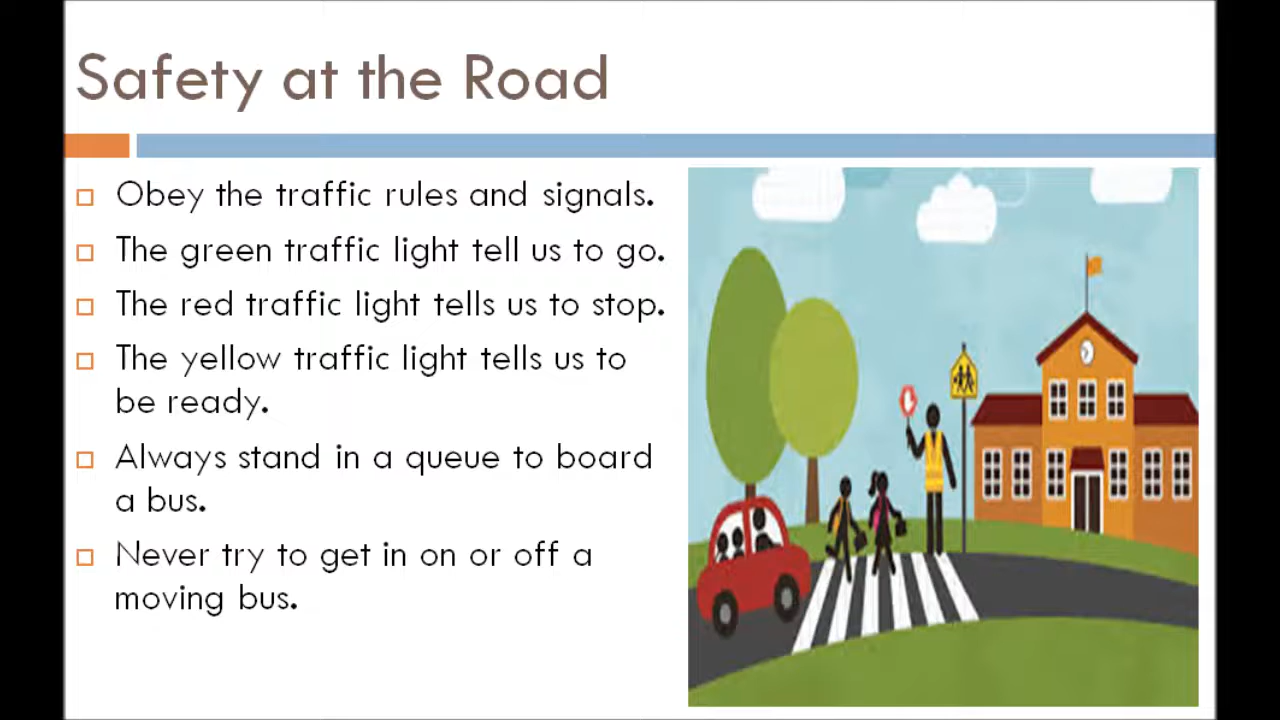 Safety at the Road
Obey the traffic rules and signals.
The green traffic light tell us to go.
The red traffic light tells us to stop.
The yellow traffic light tells us to
be ready.
Always stand in a queue to board
a bus.
Never try to get in on or off a
moving bus.